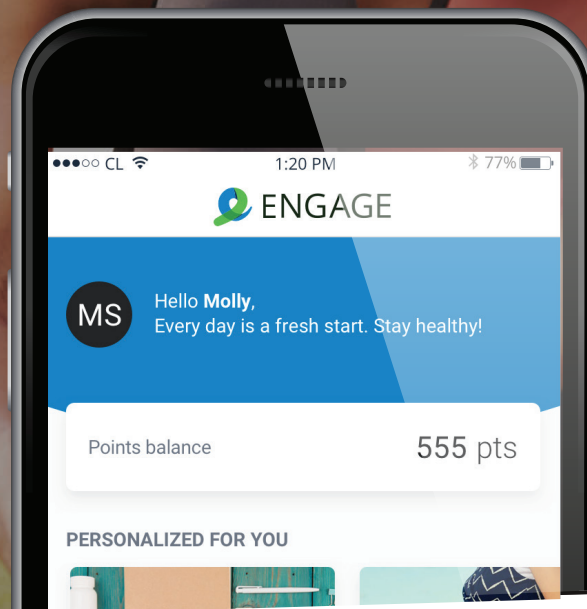 CL 1:20 PM 77%
ENGAGE
MS
Hello Molly,
Every day is a fresh start. Stay healthy!
Points balance 555 pts
PERSONALIZED FOR YOU